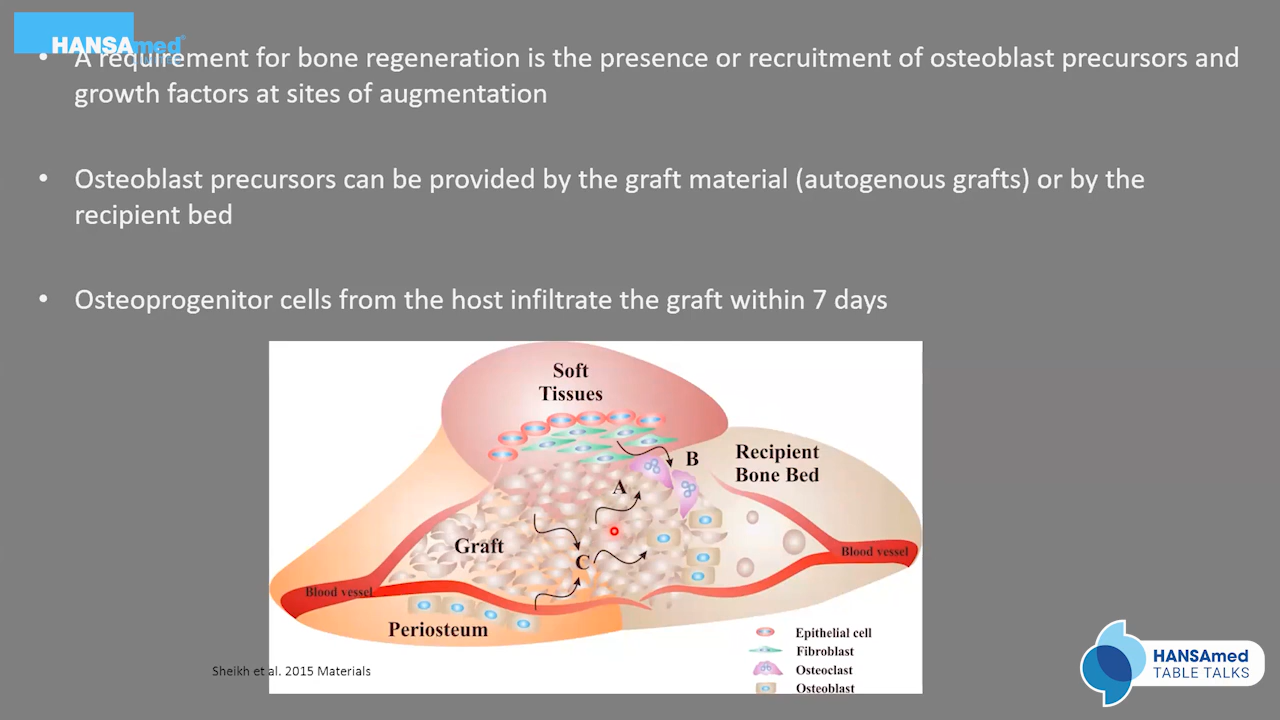 HANSAmed
A requirement for bone regeneration is the presence or recruitment of osteoblast precursors and
growth factors at sites of augmentation
Osteoblast precursors can be provided by the graft material (autogenous grafts) or by the
recipient bed
Osteoprogenitor cells from the host infiltrate the graft within 7 days
Soft
Tissues
B
Recipient
Bone Bed
A
Graft
C
Blood vessel
Blood vessel
Periosteum
Epithelial cell
Fibroblast
Osteoclast
Osteoblast
Sheikh et al. 2015 Materials
HANSAmed
TABLE TALKS